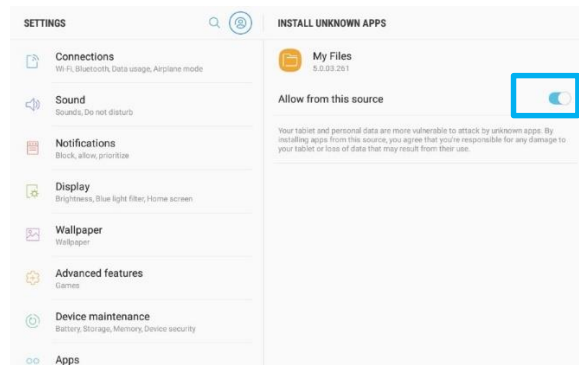 SETTINGS
Connections
Wi-Fi, Bluetooth, Data usage, Airplane mode
Sound
Sounds, Do not disturb
Notifications
Block, allow, prioritize
Display
Brightness, Blue light filter, Home screen
Wallpaper
Wallpaper
Advanced features
Games
Device maintenance
Battery, Storage, Memory, Device security
Apps
INSTALL UNKNOWN APPS
My Files
5.0.03.261
Allow from this source
Your tablet and personal data are more vulnerable to attack by unknown apps. By
installing apps from this source, you agree that you're responsible for any damage to
your tablet or loss of data that may result from their use.